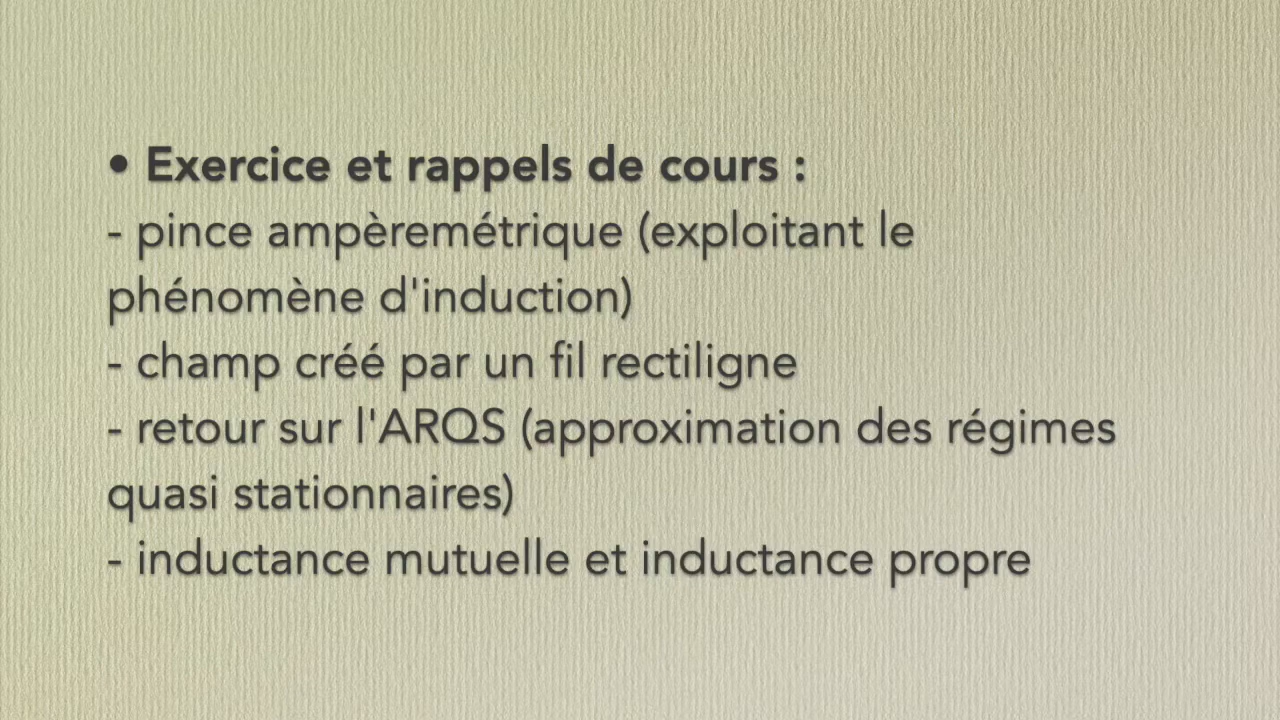 • Exercice et rappels de cours :
- pince ampèremétrique (exploitant le
phénomène d'induction)
- champ créé par un fil rectiligne
- retour sur l'ARQS (approximation des régimes
quasi stationnaires)
- inductance mutuelle et inductance propre